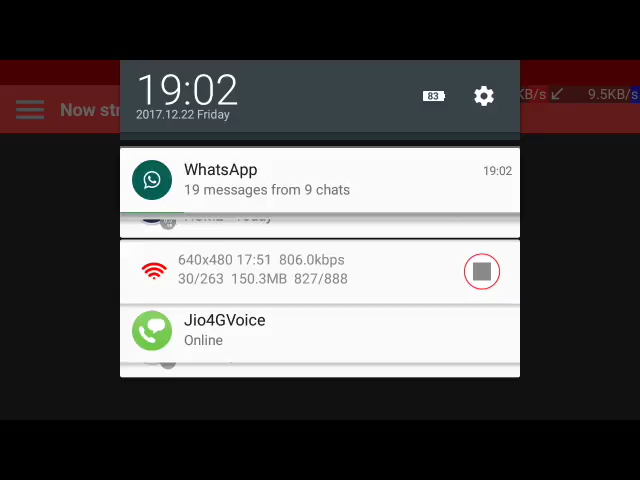 19:02
2017.12.22 Friday
83
Now str
KB/s
9.5KB/s
WhatsApp
19:02
19 messages from 9 chats
640x480 17:51 806.0kbps
30/263 150.3MB 827/888
Jio4GVoice
Online